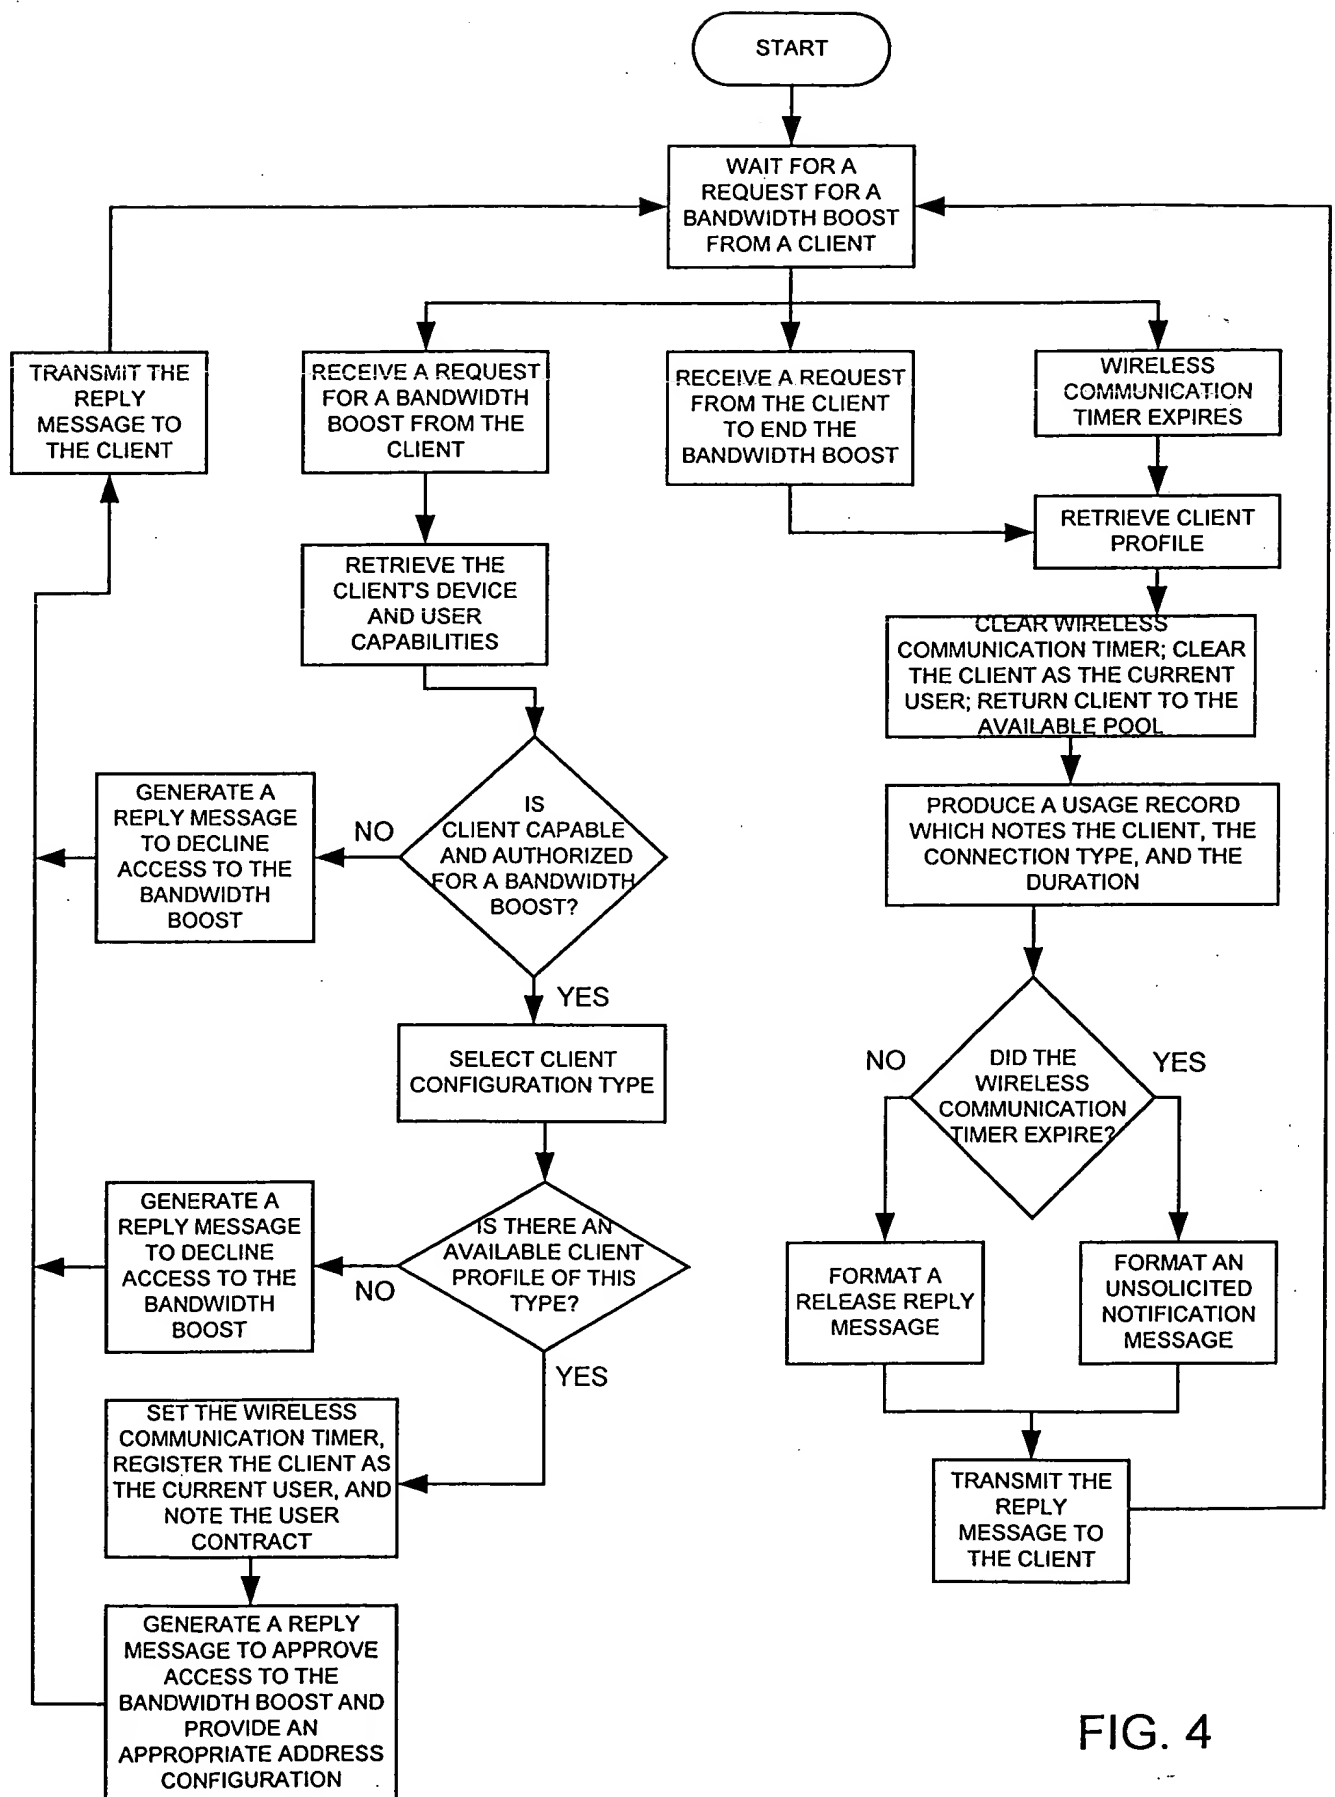 START
WAIT FOR A
REQUEST FOR A
BANDWIDTH BOOST
FROM A CLIENT
TRANSMIT THE
REPLY
MESSAGE TO
THE CLIENT
RECEIVE A REQUEST
FOR A BANDWIDTH
BOOST FROM THE
CLIENT
RECEIVE A REQUEST
FROM THE CLIENT
TO END THE
BANDWIDTH BOOST
WIRELESS
COMMUNICATION
TIMER EXPIRES
RETRIEVE CLIENT
PROFILE
RETRIEVE THE
CLIENT'S DEVICE
AND USER
CAPABILITIES
CLEAR WIRELESS
COMMUNICATION TIMER; CLEAR
THE CLIENT AS THE CURRENT
USER; RETURN CLIENT TO THE
AVAILABLE POOL
GENERATE A
REPLY MESSAGE
TO DECLINE
ACCESS TO THE
BANDWIDTH
BOOST
NO
IS
CLIENT CAPABLE
AND AUTHORIZED
FOR A BANDWIDTH
BOOST?
YES
PRODUCE A USAGE RECORD
WHICH NOTES THE CLIENT, THE
CONNECTION TYPE, AND THE
DURATION
SELECT CLIENT
CONFIGURATION TYPE
NO
DID THE
WIRELESS
COMMUNICATION
TIMER EXPIRE?
YES
GENERATE A
REPLY MESSAGE
TO DECLINE
ACCESS TO THE
BANDWIDTH
BOOST
NO
IS THERE AN
AVAILABLE CLIENT
PROFILE OF THIS
TYPE?
YES
FORMAT A
RELEASE REPLY
MESSAGE
FORMAT AN
UNSOLICITED
NOTIFICATION
MESSAGE
SET THE WIRELESS
COMMUNICATION TIMER,
REGISTER THE CLIENT AS
THE CURRENT USER, AND
NOTE THE USER
CONTRACT
TRANSMIT THE
REPLY
MESSAGE TO
THE CLIENT
GENERATE A REPLY
MESSAGE TO APPROVE
ACCESS TO THE
BANDWIDTH BOOST AND
PROVIDE AN
APPROPRIATE ADDRESS
CONFIGURATION
FIG. 4